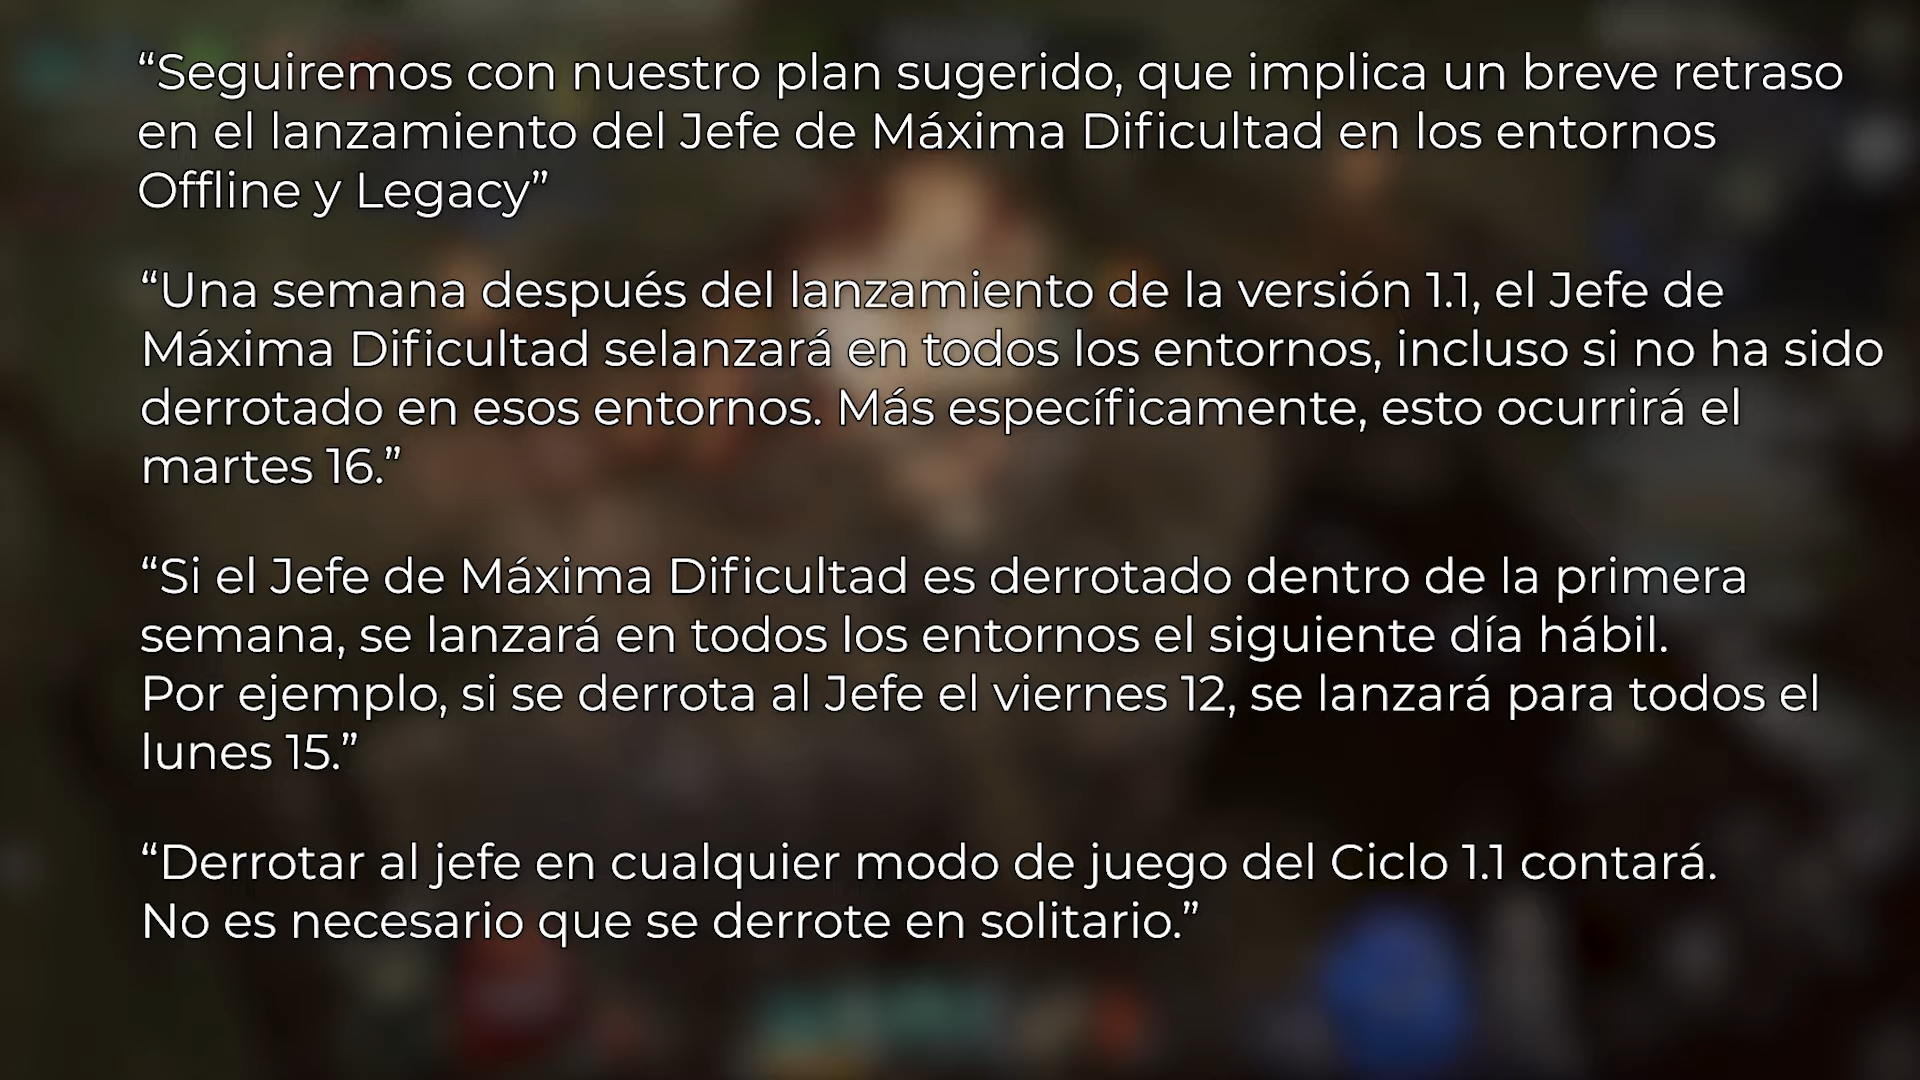 “Seguiremos con nuestro plan sugerido, que implica un breve retraso
en el lanzamiento del Jefe de Máxima Dificultad en los entornos
Offline y Legacy”
“Una semana después del lanzamiento de la versión 1.1, el Jefe de
Máxima Dificultad selanzará en todos los entornos, incluso si no ha sido
derrotado en esos entornos. Más específicamente, esto ocurrirá el
martes 16.”
“Si el Jefe de Máxima Dificultad es derrotado dentro de la primera
semana, se lanzará en todos los entornos el siguiente día hábil.
Por ejemplo, si se derrota al Jefe el viernes 12, se lanzará para todos el
lunes 15.”
“Derrotar al jefe en cualquier modo de juego del Ciclo 1.1 contará.
No es necesario que se derrote en solitario.”